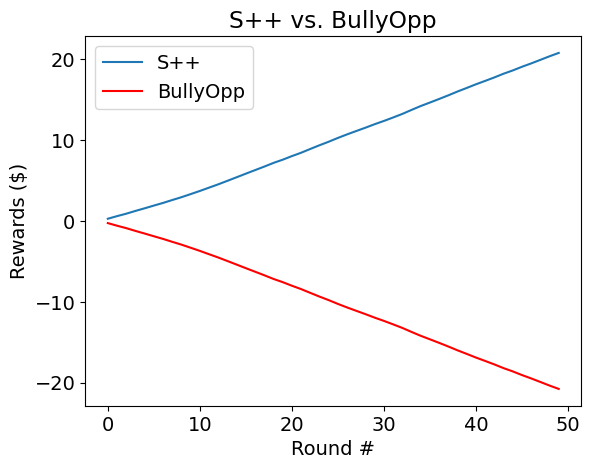 S++ vs. BullyOpp
S++
BullyOpp
Rewards ($)
20
10
0
−10
−20
0 10 20 30 40 50
Round #